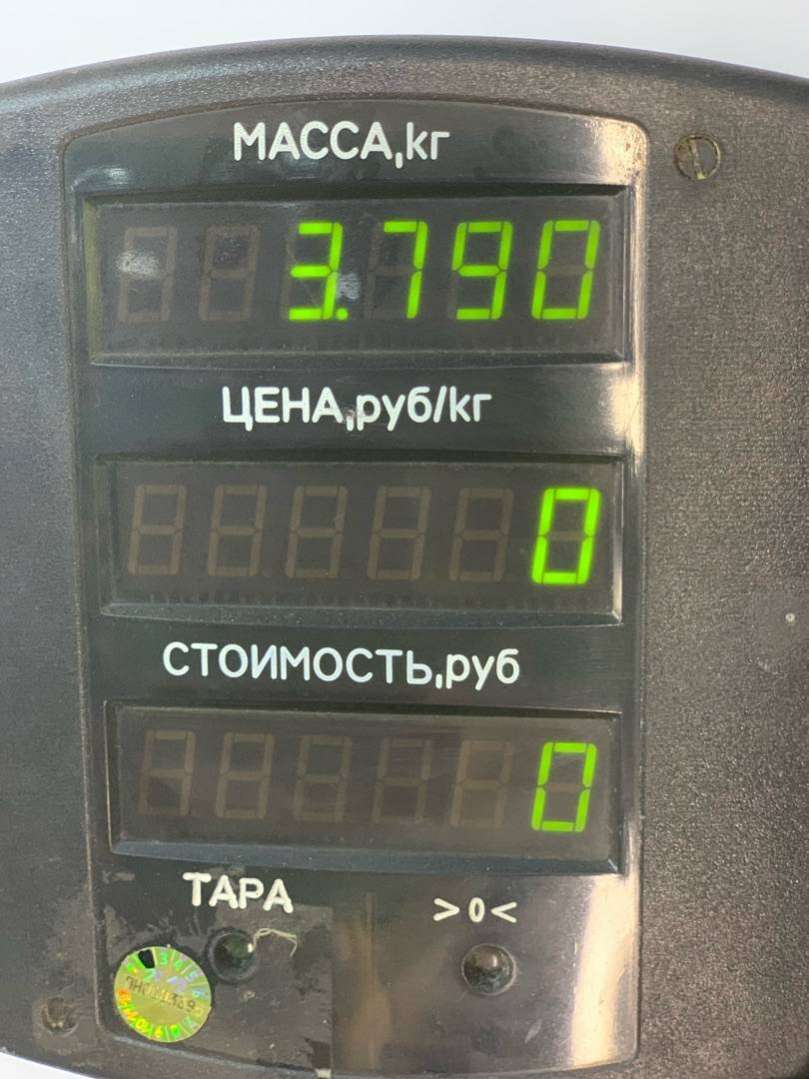 МАССА,кг
3.790
ЦЕНА,руб/кг
0
СТОИМОСТЬ,руб
0
ТАРА >0<